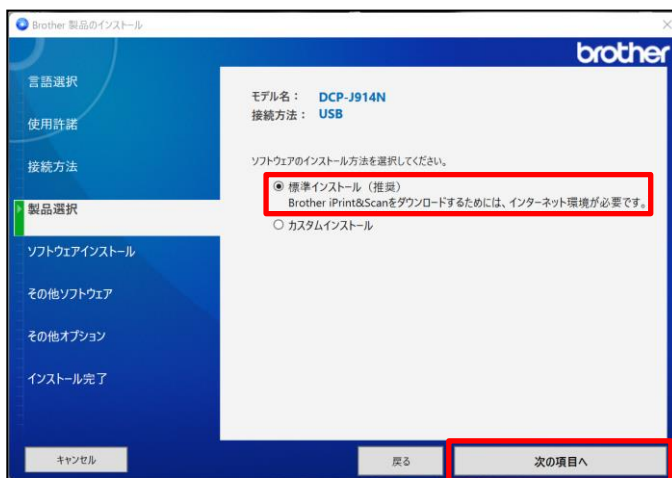 Brother 製品のインストール
brother
言語選択
使用許諾
接続方法
製品選択
ソフトウェアインストール
その他ソフトウェア
その他オプション
インストール完了
モデル名： DCP-J914N
接続方法： USB
ソフトウェアのインストール方法を選択してください。
標準インストール（推奨）
Brother iPrint&Scanをダウンロードするためには、インターネット環境が必要です。
カスタムインストール
キャンセル
戻る
次の項目へ